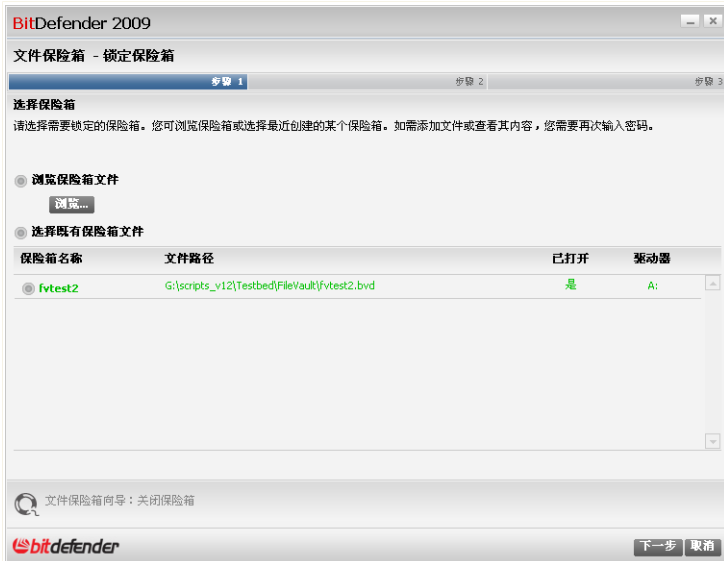 BitDefender 2009
文件保险箱 - 锁定保险箱
步骤 1 步骤 2 步骤 3
选择保险箱
请选择需要锁定的保险箱。您可浏览保险箱或选择最近创建的某个保险箱。如需添加文件或查看其内容，您需要再次输入密码。
浏览保险箱文件
浏览...
选择既有保险箱文件
保险箱名称 文件路径 已打开 驱动器
fvtest2 G:\scripts_v12\Testbed\FileVault\fvtest2.bvd 是 A:
文件保险箱向导：关闭保险箱
bitdefender 下一步 取消